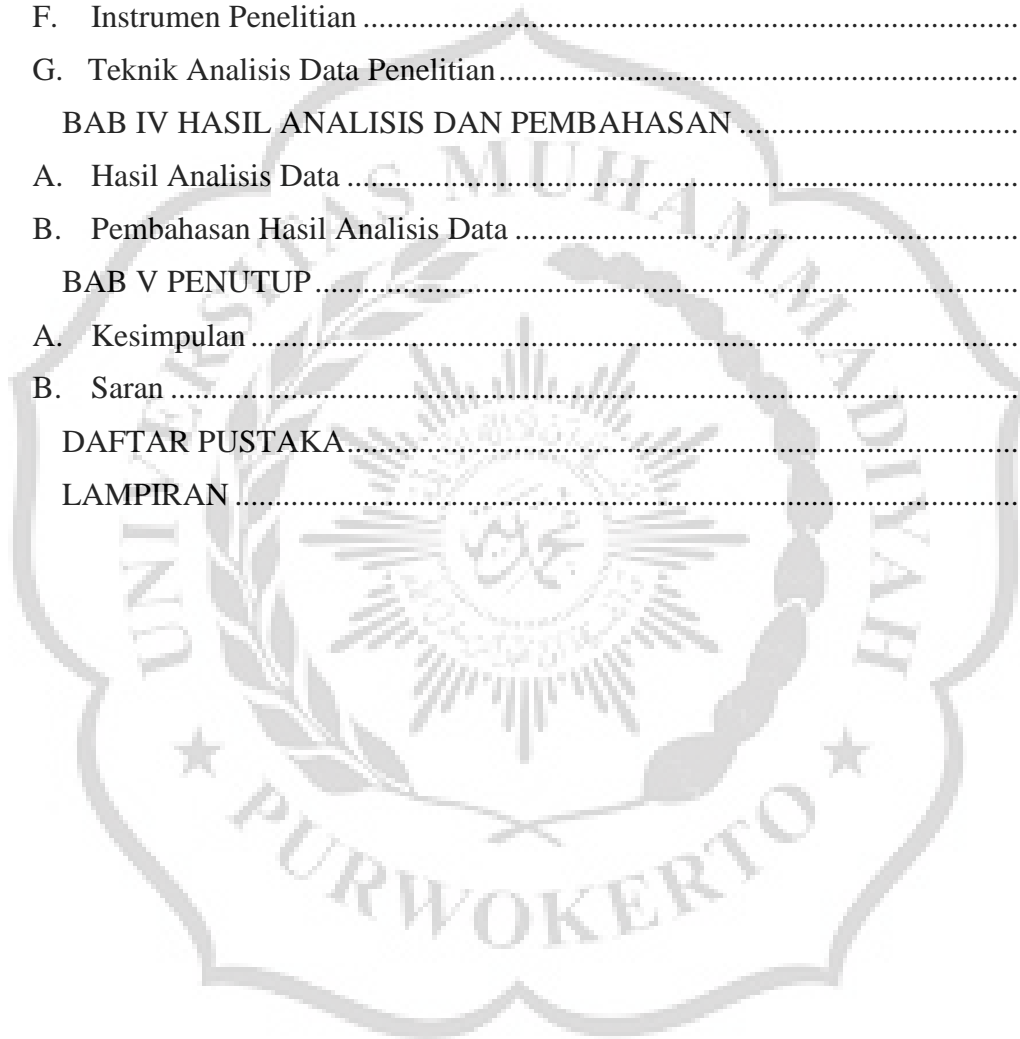 F. Instrumen Penelitian ........................................................................
G. Teknik Analisis Data Penelitian ........................................................................
BAB IV HASIL ANALISIS DAN PEMBAHASAN ........................................................................
A. Hasil Analisis Data ........................................................................
B. Pembahasan Hasil Analisis Data ........................................................................
BAB V PENUTUP ........................................................................
A. Kesimpulan ........................................................................
B. Saran ........................................................................
DAFTAR PUSTAKA ........................................................................
LAMPIRAN ........................................................................
UNIVERSITAS MUHAMMADIYAH
PURWOKERTO